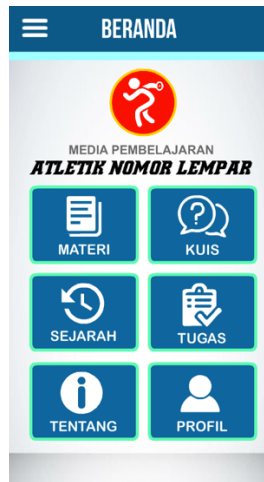 BERANDA
MEDIA PEMBELAJARAN
ATLETIK NOMOR LEMPAR
MATERI
KUIS
SEJARAH
TUGAS
TENTANG
PROFIL